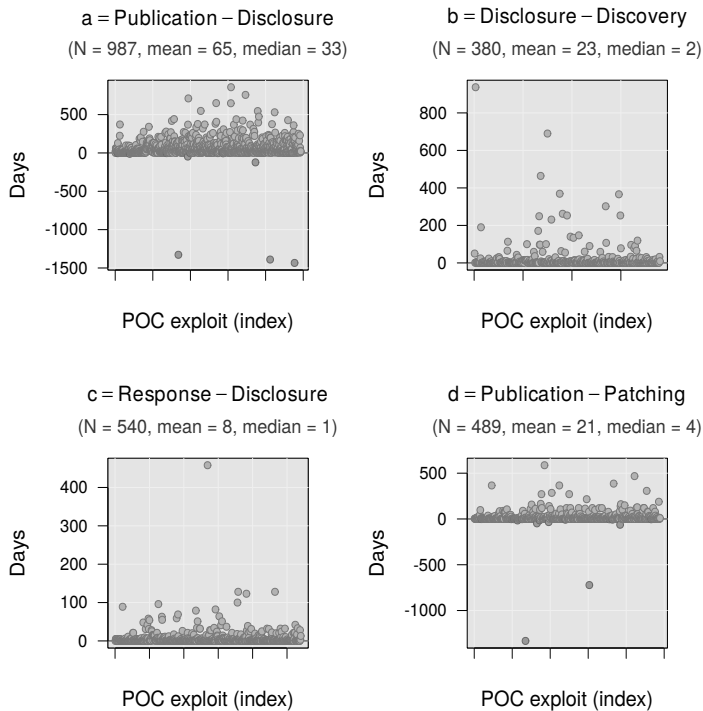 a = Publication − Disclosure
(N = 987, mean = 65, median = 33)
Days
500
0
-500
-1000
-1500
POC exploit (index)
b = Disclosure − Discovery
(N = 380, mean = 23, median = 2)
Days
800
600
400
200
0
POC exploit (index)
c = Response − Disclosure
(N = 540, mean = 8, median = 1)
Days
400
300
200
100
0
POC exploit (index)
d = Publication − Patching
(N = 489, mean = 21, median = 4)
Days
500
0
-500
-1000
POC exploit (index)